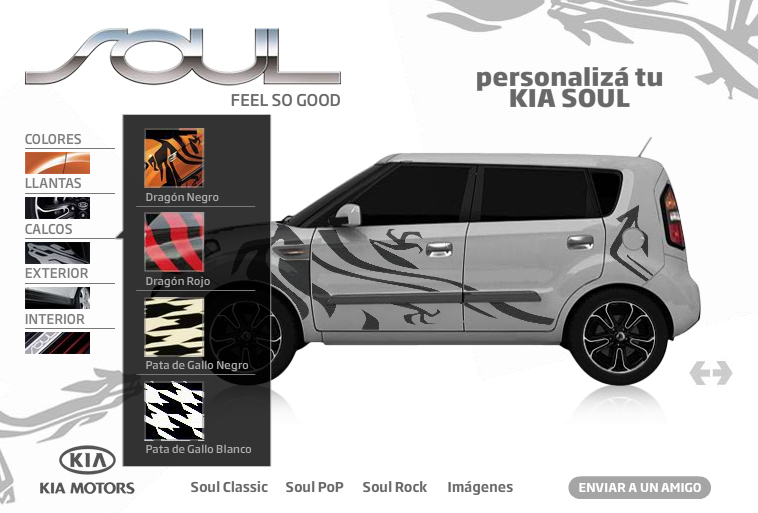 SOUL
FEEL SO GOOD
personalizá tu
KIA SOUL
COLORES
LLANTAS
CALCOS
EXTERIOR
INTERIOR
Dragón Negro
Dragón Rojo
Pata de Gallo Negro
Pata de Gallo Blanco
KIA
KIA MOTORS
Soul Classic
Soul PoP
Soul Rock
Imágenes
ENVIAR A UN AMIGO